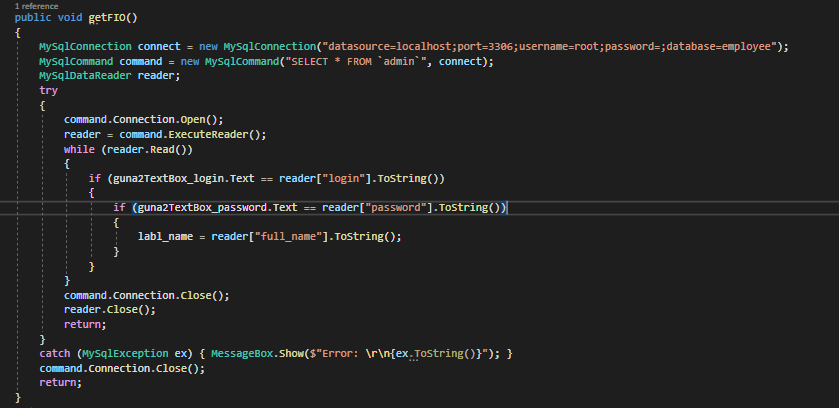 1 reference
public void getFIO()
{
MySqlConnection connect = new MySqlConnection("datasource=localhost;port=3306;username=root;password=;database=employee");
MySqlCommand command = new MySqlCommand("SELECT * FROM `admin`", connect);
MySqlDataReader reader;
try
{
command.Connection.Open();
reader = command.ExecuteReader();
while (reader.Read())
{
if (guna2TextBox_login.Text == reader["login"].ToString())
{
if (guna2TextBox_password.Text == reader["password"].ToString())
{
labl_name = reader["full_name"].ToString();
}
}
}
command.Connection.Close();
reader.Close();
return;
}
catch (MySqlException ex) { MessageBox.Show($"Error: \r\n{ex.ToString()}"); }
command.Connection.Close();
return;
}